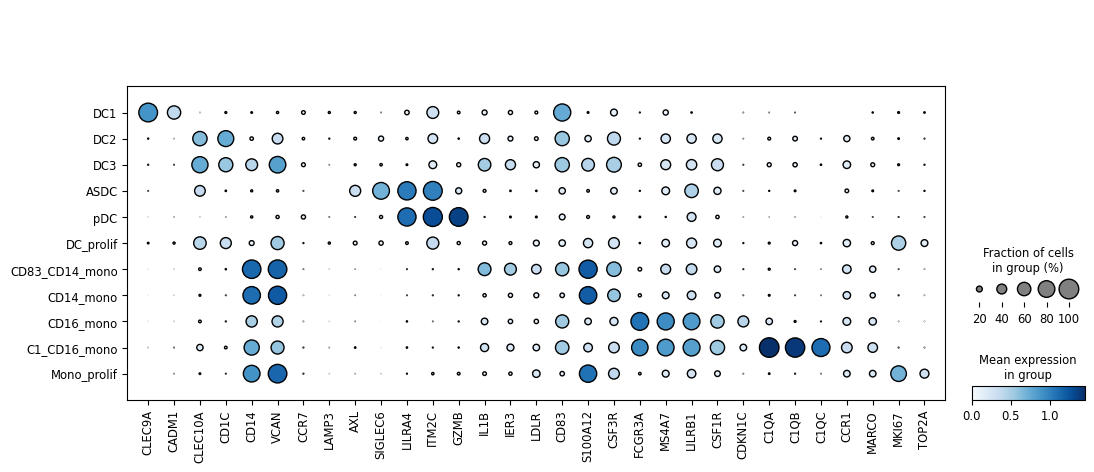 DC1
DC2
DC3
ASDC
pDC
DC_prolif
CD83_CD14_mono
CD14_mono
CD16_mono
C1_CD16_mono
Mono_prolif
CLEC9A
CADM1
CLEC10A
CD1C
CD14
VCAN
CCR7
LAMP3
AXL
SIGLEC6
LILRA4
ITM2C
GZMB
IL1B
IER3
LDLR
CD83
S100A12
CSF3R
FCGR3A
MS4A7
LILRB1
CSF1R
CDKN1C
C1QA
C1QB
C1QC
CCR1
MARCO
MKI67
TOP2A
Fraction of cells
in group (%)
20 40 60 80 100
Mean expression
in group
0.0 0.5 1.0